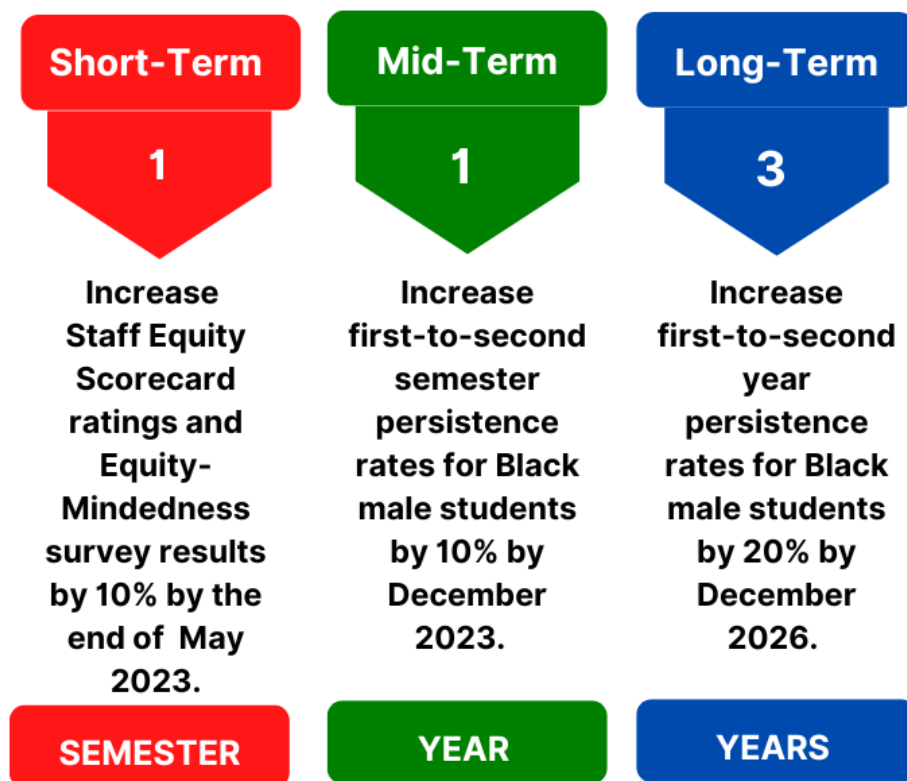 Short-Term
1
Increase
Staff Equity
Scorecard
ratings and
Equity-
Mindedness
survey results
by 10% by the
end of May
2023.
SEMESTER
Mid-Term
1
Increase
first-to-second
semester
persistence
rates for Black
male students
by 10% by
December
2023.
YEAR
Long-Term
3
Increase
first-to-second
year
persistence
rates for Black
male students
by 20% by
December
2026.
YEARS